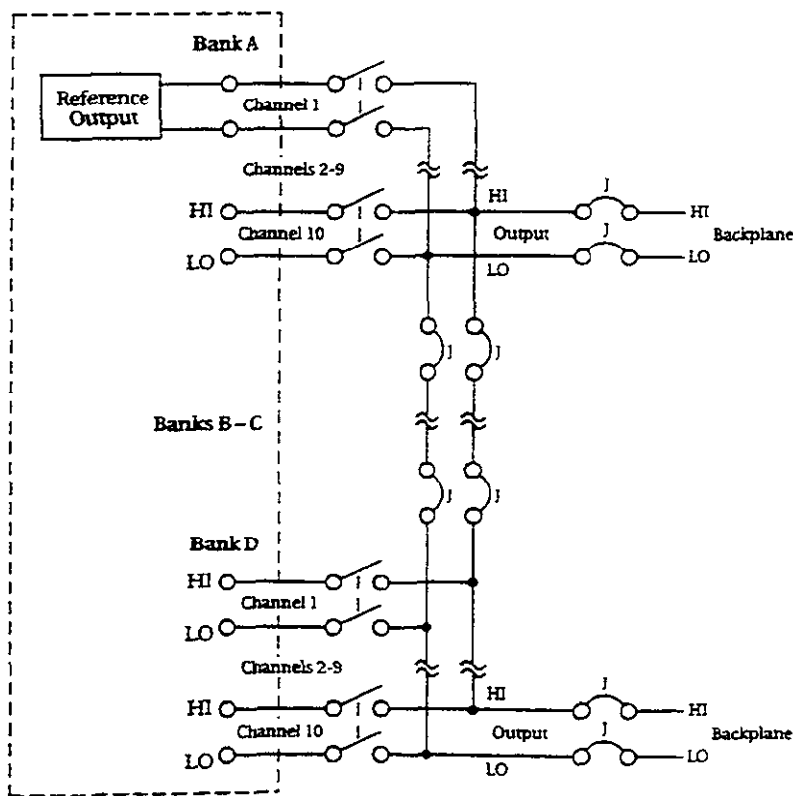 Bank A
Reference
Output
Channel 1
Channels 2-9
HI
HI
J
HI
Channel 10
Output
Backplane
LO
LO
J
LO
J
J
Banks B – C
J
J
Bank D
HI
Channel 1
LO
Channels 2-9
HI
HI
J
HI
Channel 10
Output
Backplane
LO
LO
J
LO